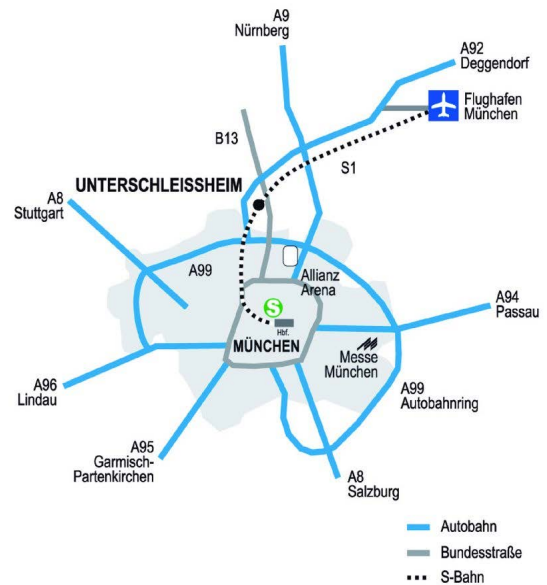 A9
Nürnberg
A92
Deggendorf
Flughafen
München
B13
S1
UNTERSCHLEISSHEIM
A8
Stuttgart
A99
Allianz
Arena
S
Hbf.
MÜNCHEN
A94
Passau
Messe
München
A99
Autobahnring
A96
Lindau
A95
Garmisch-
Partenkirchen
A8
Salzburg
Autobahn
Bundesstraße
S-Bahn